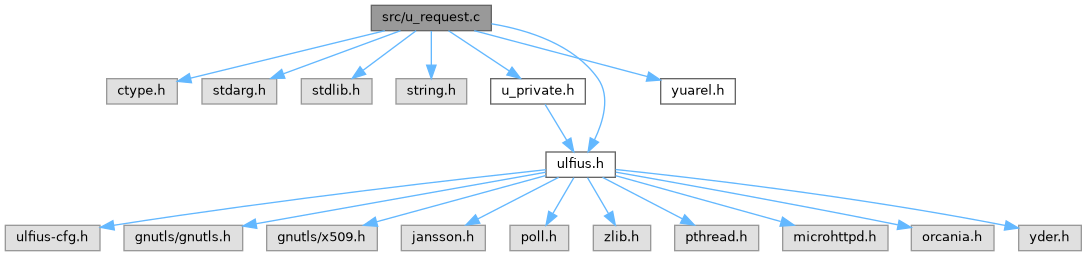 src/u_request.c
ctype.h
stdarg.h
stdlib.h
string.h
u_private.h
yuarel.h
ulfius.h
ulfius-cfg.h
gnutls/gnutls.h
gnutls/x509.h
jansson.h
poll.h
zlib.h
pthread.h
microhttpd.h
orcania.h
yder.h